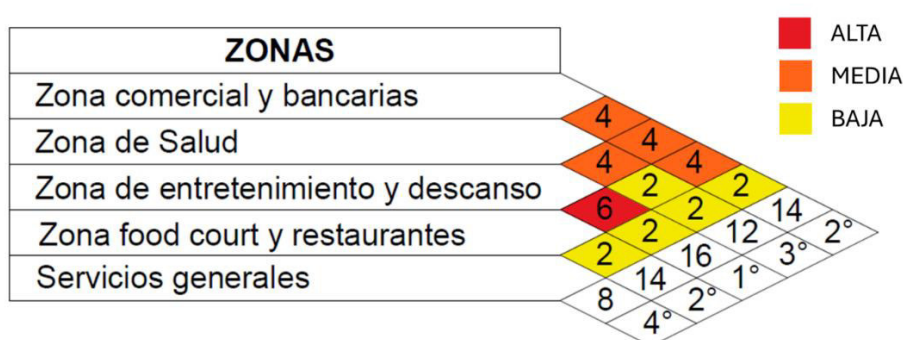 ZONAS
Zona comercial y bancarias
Zona de Salud
Zona de entretenimiento y descanso
Zona food court y restaurantes
Servicios generales
ALTA
MEDIA
BAJA
4
4
4 4
2 2
6 2 14
2 12 2°
2 16 3°
14 1°
8 2°
4°